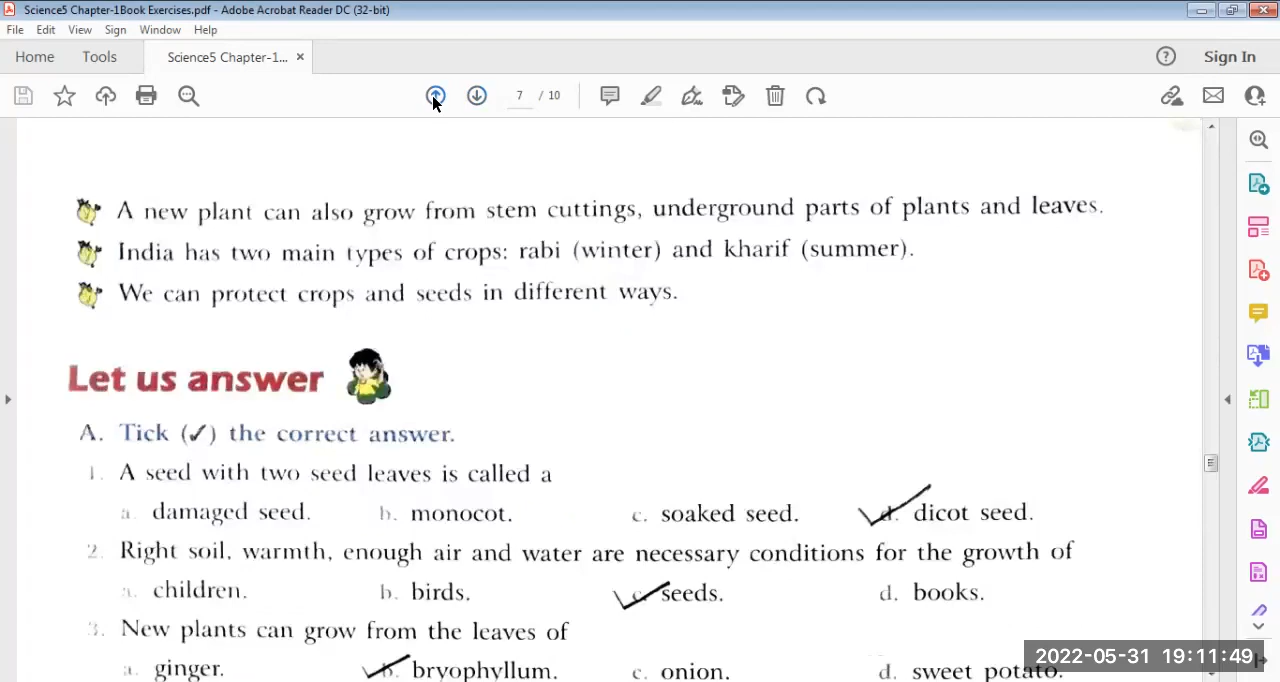 Science5 Chapter-1Book Exercises.pdf - Adobe Acrobat Reader DC (32-bit)
File Edit View Sign Window Help
Home Tools Science5 Chapter-1... × Sign In
7 / 10
A new plant can also grow from stem cuttings, underground parts of plants and leaves.
India has two main types of crops: rabi (winter) and kharif (summer).
We can protect crops and seeds in different ways.
Let us answer
A. Tick (✓) the correct answer.
1. A seed with two seed leaves is called a
a. damaged seed. b. monocot. c. soaked seed. d. dicot seed.
2. Right soil, warmth, enough air and water are necessary conditions for the growth of
a. children. b. birds. c. seeds. d. books.
3. New plants can grow from the leaves of
a. ginger. b. bryophyllum. c. onion. d. sweet potato.
2022-05-31 19:11:49